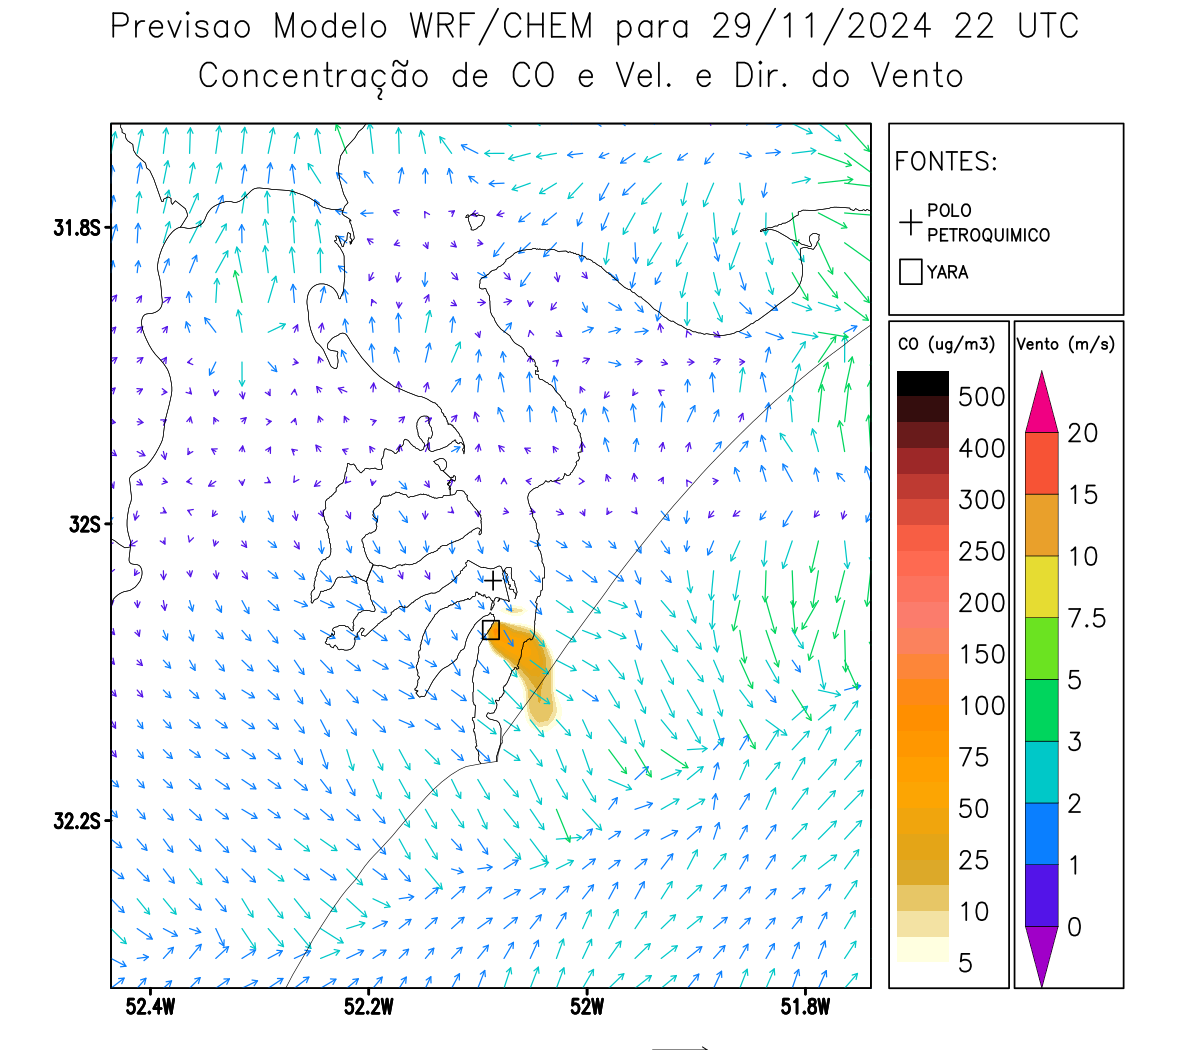 Previsao Modelo WRF/CHEM para 29/11/2024 22 UTC
Concentração de CO e Vel. e Dir. do Vento
FONTES:
POLO
PETROQUIMICO
YARA
31.8S
32S
32.2S
52.4W
52.2W
52W
51.8W
CO (ug/m3)
500
400
300
250
200
150
100
75
50
25
10
5
Vento (m/s)
20
15
10
7.5
5
3
2
1
0